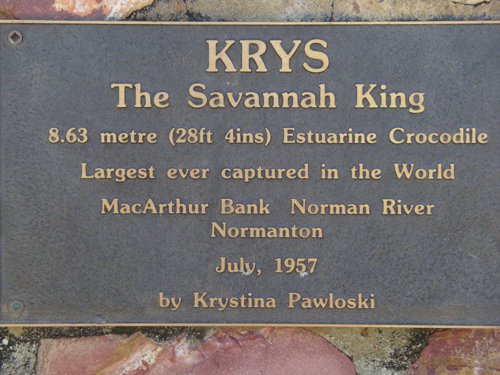 KRYS
The Savannah King
8.63 metre (28ft 4ins) Estuarine Crocodile
Largest ever captured in the World
MacArthur Bank Norman River
Normanton
July, 1957
by Krystina Pawloski